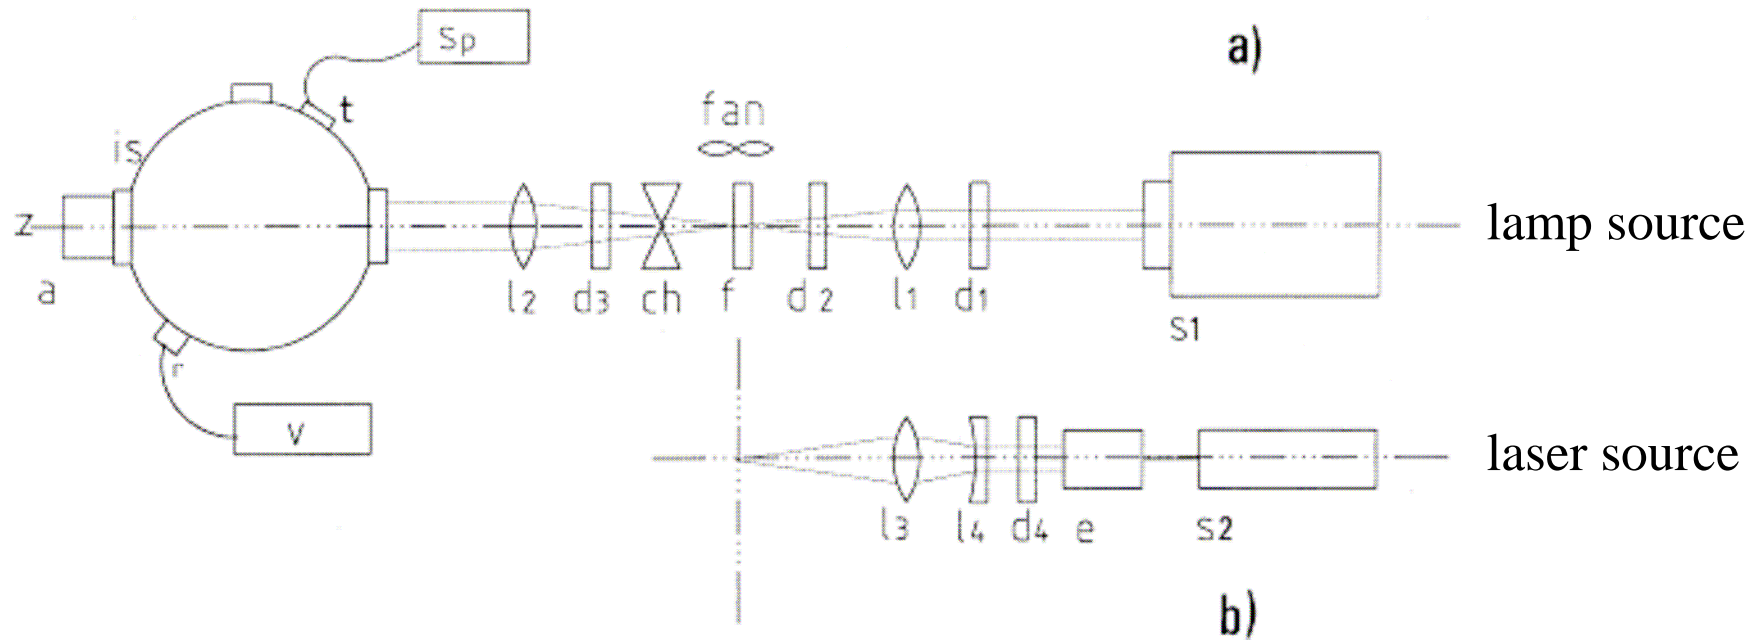 Sp
a)
t
fan
is
z
lamp source
a
l2
d3
ch
f
d2
l1
d1
s1
r
v
laser source
l3
l4
d4
e
s2
b)